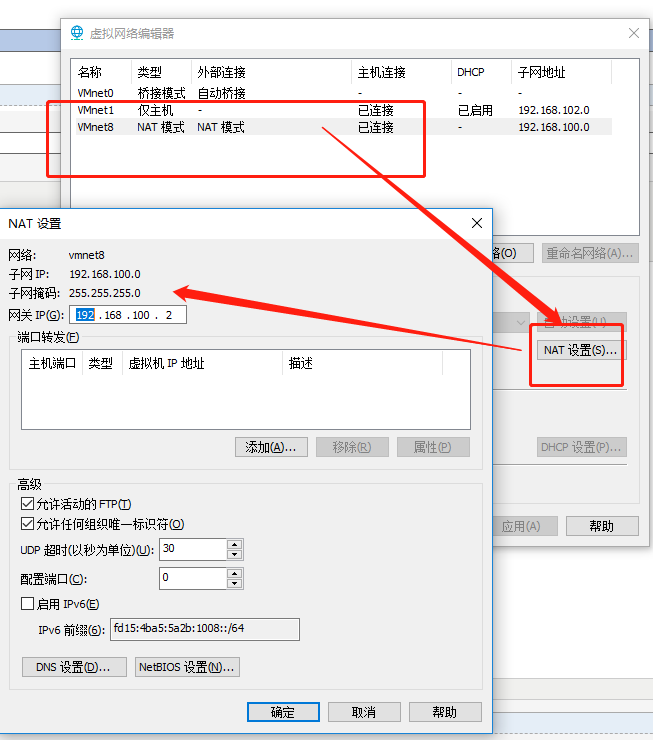 虚拟网络编辑器
名称 类型 外部连接 主机连接 DHCP 子网地址
VMnet0 桥接模式 自动桥接 - - -
VMnet1 仅主机 - 已连接 已启用 192.168.102.0
VMnet8 NAT 模式 NAT 模式 已连接 - 192.168.100.0
络(O) 重命名网络(A)...
自动设置(U)...
NAT 设置(S)...
DHCP 设置(P)...
应用(A) 帮助
NAT 设置
网络: vmnet8
子网 IP: 192.168.100.0
子网掩码: 255.255.255.0
网关 IP(G): 192 . 168 . 100 . 2
端口转发(F)
主机端口 类型 虚拟机 IP 地址 描述
添加(A)... 移除(R) 属性(P)
高级
允许活动的 FTP(T)
允许任何组织唯一标识符(O)
UDP 超时(以秒为单位)(U): 30
配置端口(C): 0
启用 IPv6(E)
IPv6 前缀(6): fd15:4ba5:5a2b:1008::/64
DNS 设置(D)... NetBIOS 设置(N)...
确定 取消 帮助